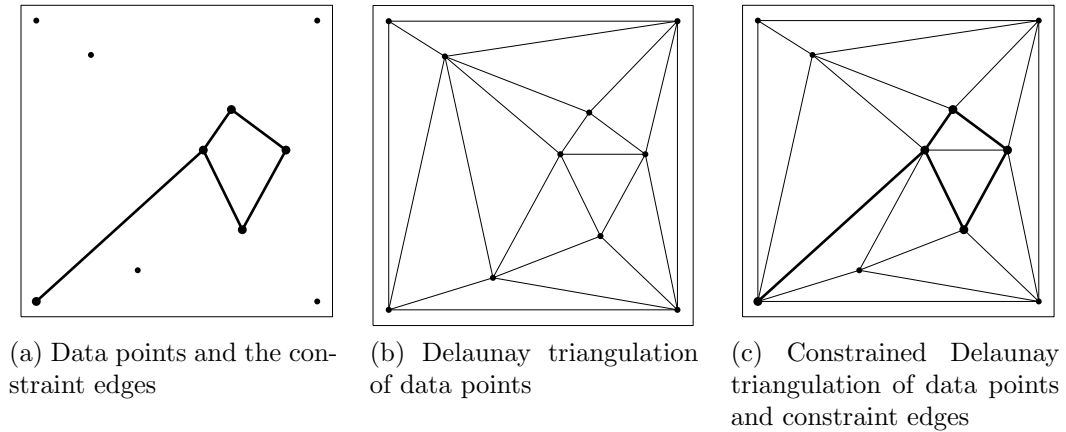 (a) Data points and the con-
straint edges
(b) Delaunay triangulation
of data points
(c) Constrained Delaunay
triangulation of data points
and constraint edges